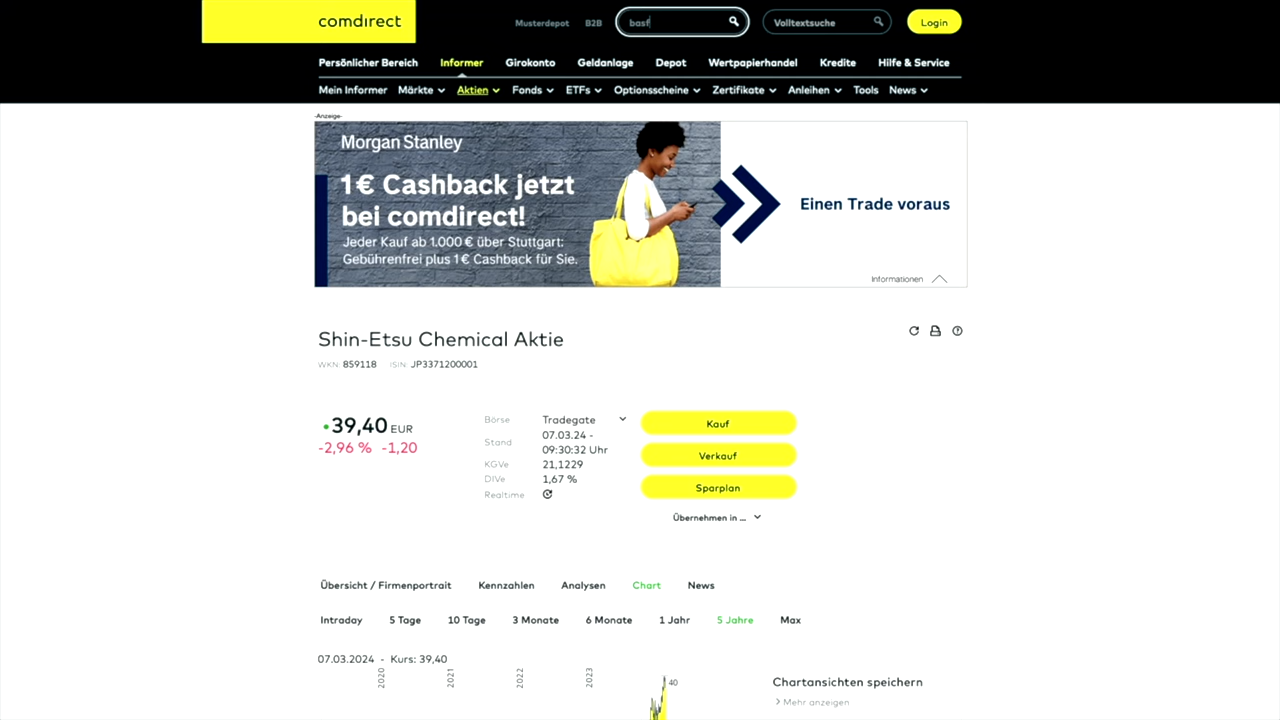 comdirect
Musterdepot B2B basf Volltextsuche Login
Persönlicher Bereich Informer Girokonto Geldanlage Depot Wertpapierhandel Kredite Hilfe & Service
Mein Informer Märkte Aktien Fonds ETFs Optionsscheine Zertifikate Anleihen Tools News
-Anzeige-
Morgan Stanley
1 € Cashback jetzt
bei comdirect!
Jeder Kauf ab 1.000 € über Stuttgart:
Gebührenfrei plus 1 € Cashback für Sie.
Einen Trade voraus
Informationen
Shin-Etsu Chemical Aktie
WKN: 859118 ISIN: JP3371200001
39,40 EUR
-2,96 % -1,20
Börse Tradegate
Stand 07.03.24 -
09:30:32 Uhr
KGVe 21,1229
DIVe 1,67 %
Realtime
Kauf
Verkauf
Sparplan
Übernehmen in ...
Übersicht / Firmenportrait Kennzahlen Analysen Chart News
Intraday 5 Tage 10 Tage 3 Monate 6 Monate 1 Jahr 5 Jahre Max
07.03.2024 - Kurs: 39,40
2020 2021 2022 2023
40
Chartansichten speichern
Mehr anzeigen